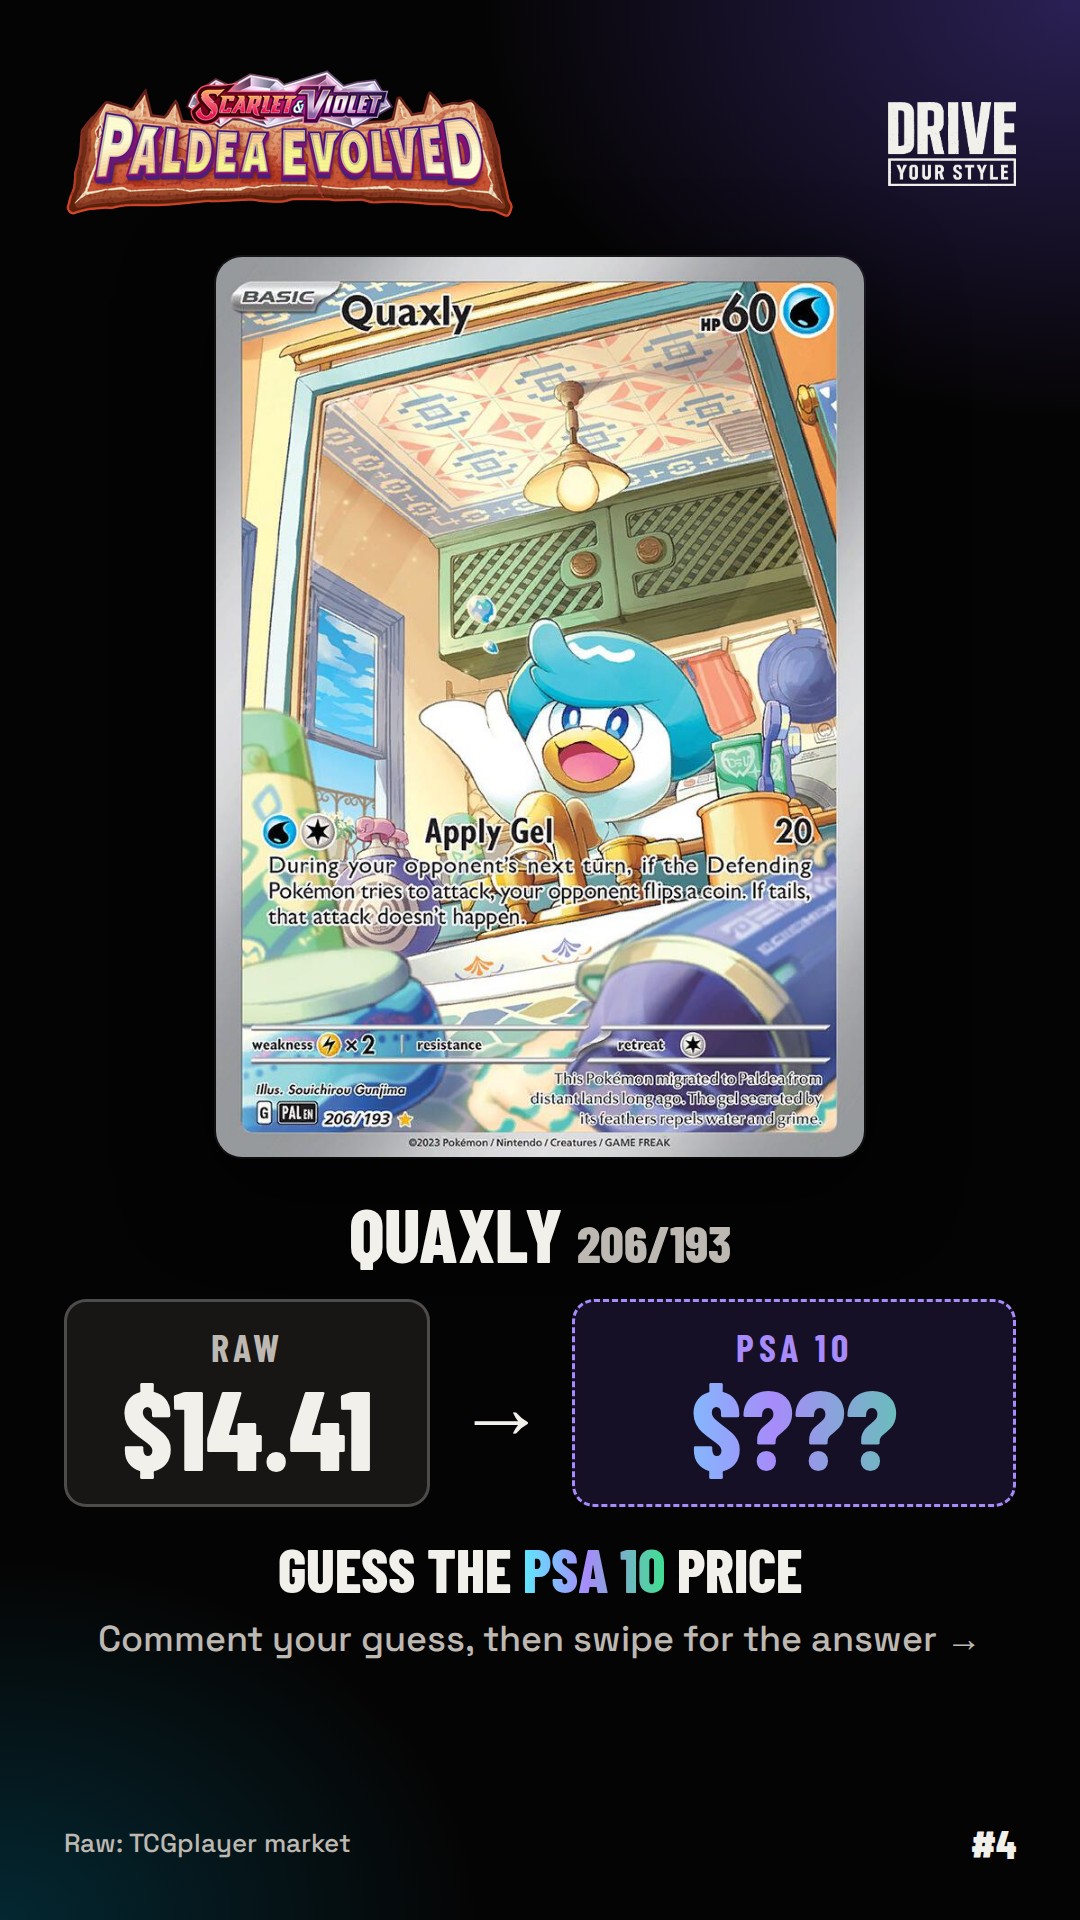 SCARLET & VIOLET
PALDEA EVOLVED
DRIVE
YOUR STYLE
BASIC
Quaxly
HP 60
Apply Gel 20
During your opponent's next turn, if the Defending
Pokémon tries to attack, your opponent flips a coin. If tails,
that attack doesn't happen.
weakness ×2 resistance retreat
Illus. Souichirou Gunjima
G PAL EN 206/193
This Pokémon migrated to Paldea from
distant lands long ago. The gel secreted by
its feathers repels water and grime.
©2023 Pokémon / Nintendo / Creatures / GAME FREAK
QUAXLY 206/193
RAW
$14.41
→
PSA 10
$???
GUESS THE PSA 10 PRICE
Comment your guess, then swipe for the answer →
Raw: TCGplayer market
#4